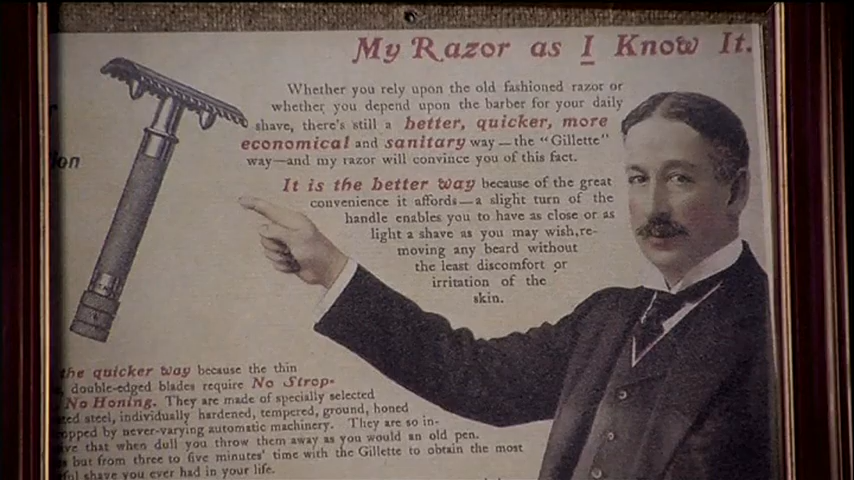 My Razor as I Know It.
Whether you rely upon the old fashioned razor or
whether you depend upon the barber for your daily
shave, there's still a better, quicker, more
economical and sanitary way—the "Gillette"
way—and my razor will convince you of this fact.
It is the better way because of the great
convenience it affords—a slight turn of the
handle enables you to have as close or as
light a shave as you may wish, re-
moving any beard without
the least discomfort or
irritation of the
skin.
the quicker way because the thin
double-edged blades require No Strop-
No Honing. They are made of specially selected
steel, individually hardened, tempered, ground, honed
by never-varying automatic machinery. They are so in-
that when dull you throw them away as you would an old pen.
but from three to five minutes' time with the Gillette to obtain the most
shave you ever had in your life.